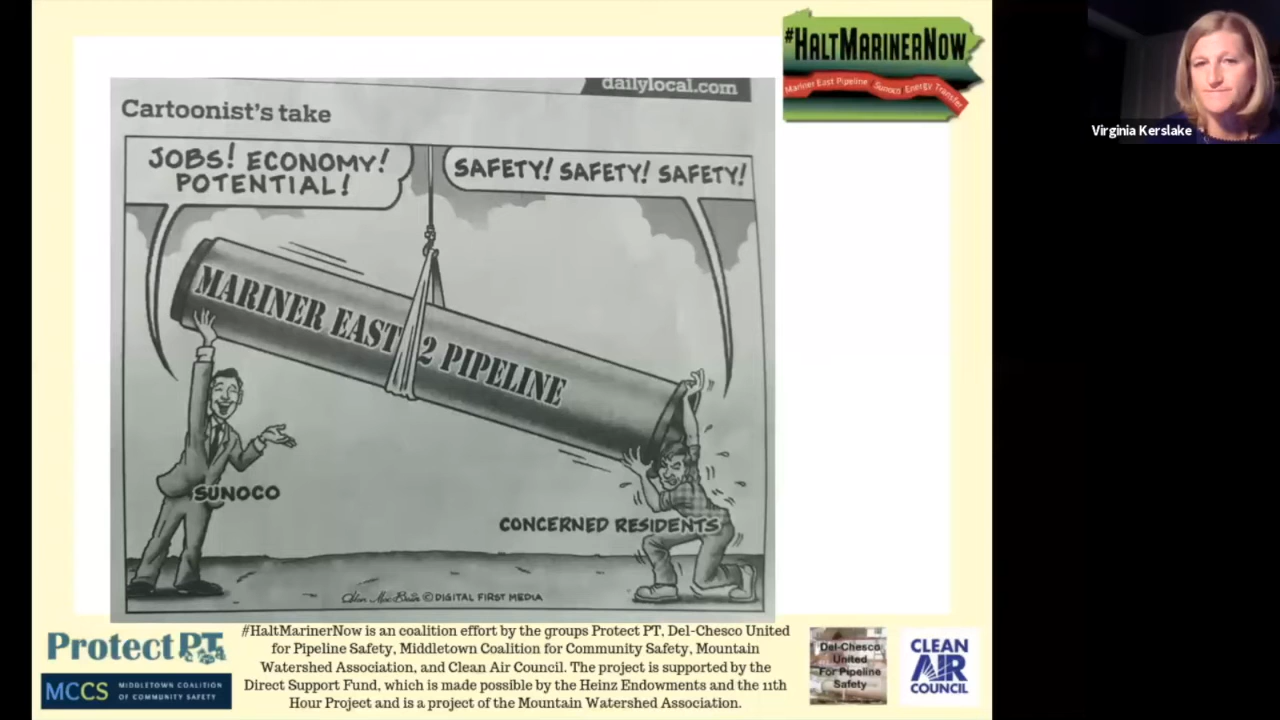 dailylocal.com
Cartoonist's take
JOBS! ECONOMY!
POTENTIAL!
SAFETY! SAFETY! SAFETY!
MARINER EAST 2 PIPELINE
SUNOCO
CONCERNED RESIDENTS
© DIGITAL FIRST MEDIA
#HALTMARINERNOW
Mariner East Pipeline Sunoco Energy Transfer
Virginia Kerslake
Protect PT
MCCS MIDDLETOWN COALITION
OF COMMUNITY SAFETY
#HaltMarinerNow is an coalition effort by the groups Protect PT, Del-Chesco United
for Pipeline Safety, Middletown Coalition for Community Safety, Mountain
Watershed Association, and Clean Air Council. The project is supported by the
Direct Support Fund, which is made possible by the Heinz Endowments and the 11th
Hour Project and is a project of the Mountain Watershed Association.
Del-Chesco
United
For Pipeline
Safety
CLEAN
AIR
COUNCIL